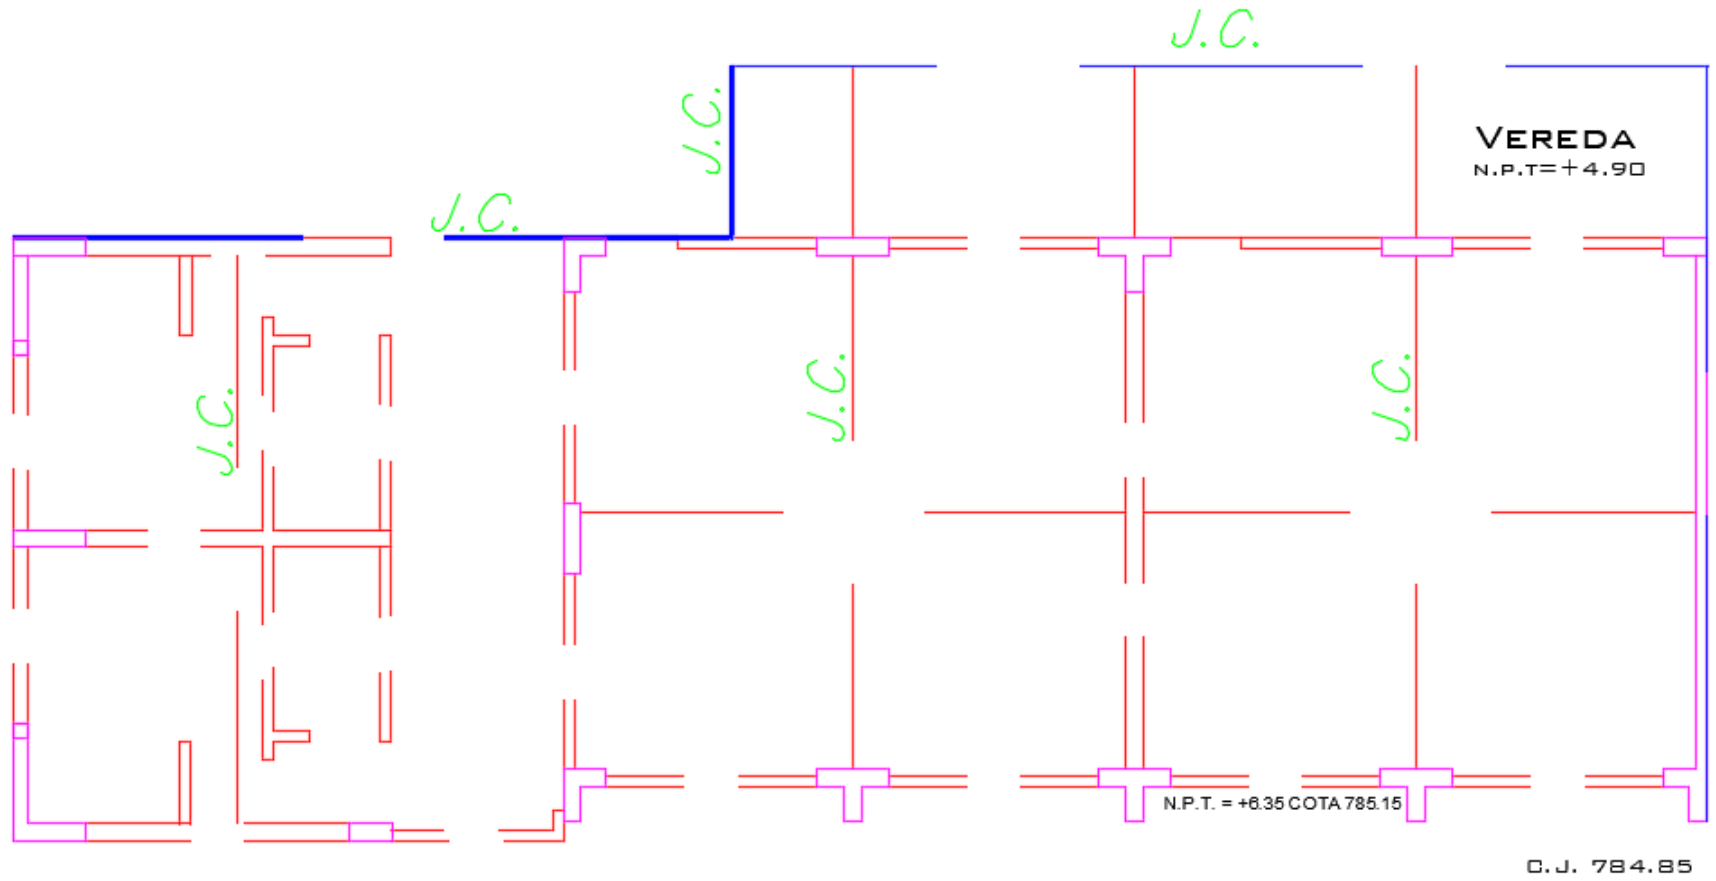 J.C.
J.C.
VEREDA
N.P.T=+4.90
J.C.
J.C.
J.C.
J.C.
N.P.T. = +6.35 COTA 785.15
C.J. 784.85